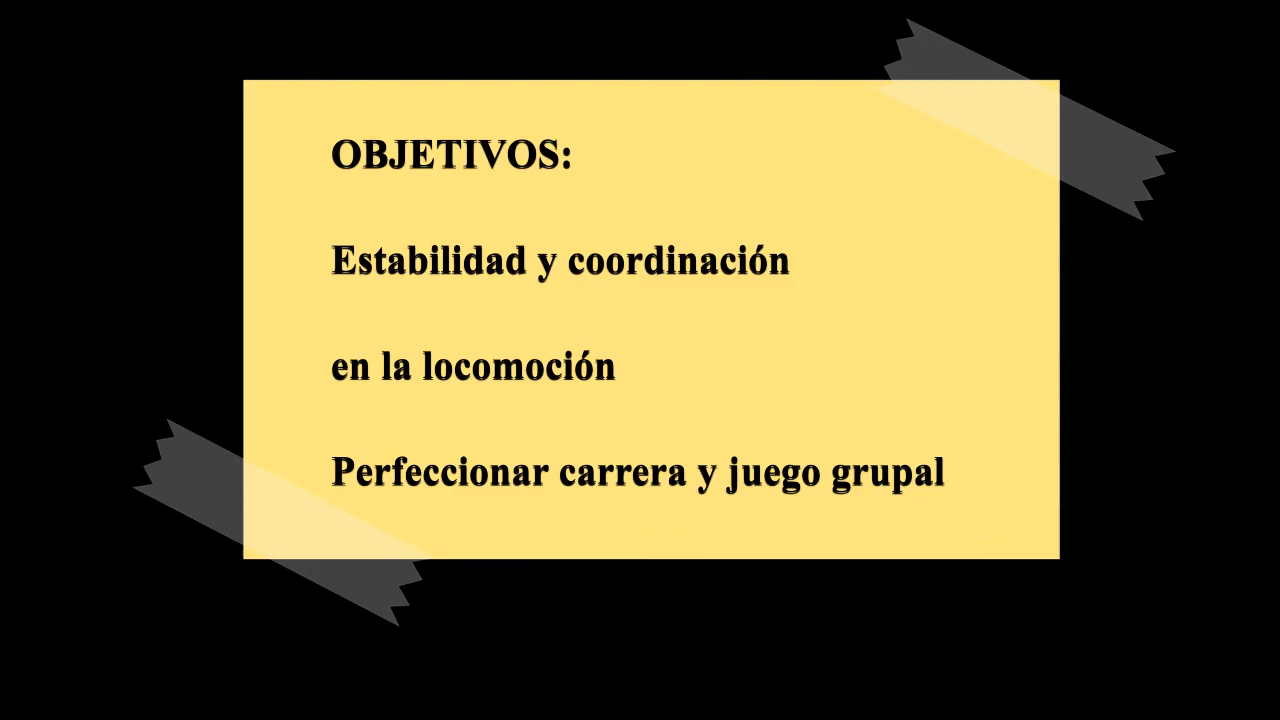 OBJETIVOS:
Estabilidad y coordinación
en la locomoción
Perfeccionar carrera y juego grupal